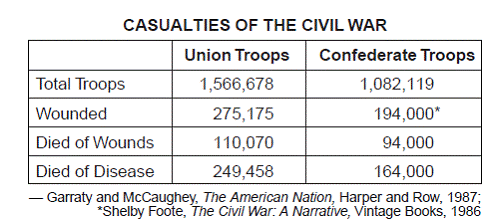 CASUALTIES OF THE CIVIL WAR
Union Troops Confederate Troops
Total Troops 1,566,678 1,082,119
Wounded 275,175 194,000*
Died of Wounds 110,070 94,000
Died of Disease 249,458 164,000
— Garraty and McCaughey, The American Nation, Harper and Row, 1987;
*Shelby Foote, The Civil War: A Narrative, Vintage Books, 1986